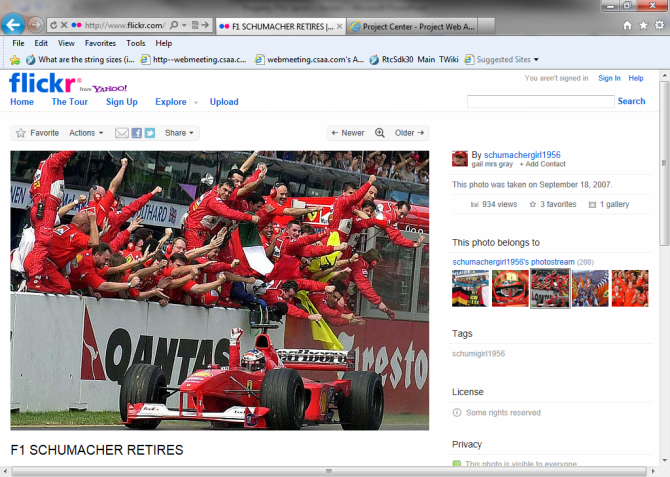 http://www.flickr.com/
F1 SCHUMACHER RETIRES |...
Project Center - Project Web A...
File Edit View Favorites Tools Help
What are the string sizes (i...
http--webmeeting.csaa.com...
webmeeting.csaa.com's A...
RtcSdk30 Main TWiki
Suggested Sites
flickr from YAHOO!
You aren't signed in Sign In Help
Home The Tour Sign Up Explore Upload
Search
Favorite Actions Share
← Newer Older →
By schumachergirl1956
gail mrs gray + Add Contact
This photo was taken on September 18, 2007.
934 views 3 favorites 1 gallery
This photo belongs to
schumachergirl1956's photostream (200)
Tags
schumigirl1956
License
Some rights reserved
Privacy
This photo is visible to everyone
QANTAS
Marlboro
FedEx
F1 SCHUMACHER RETIRES